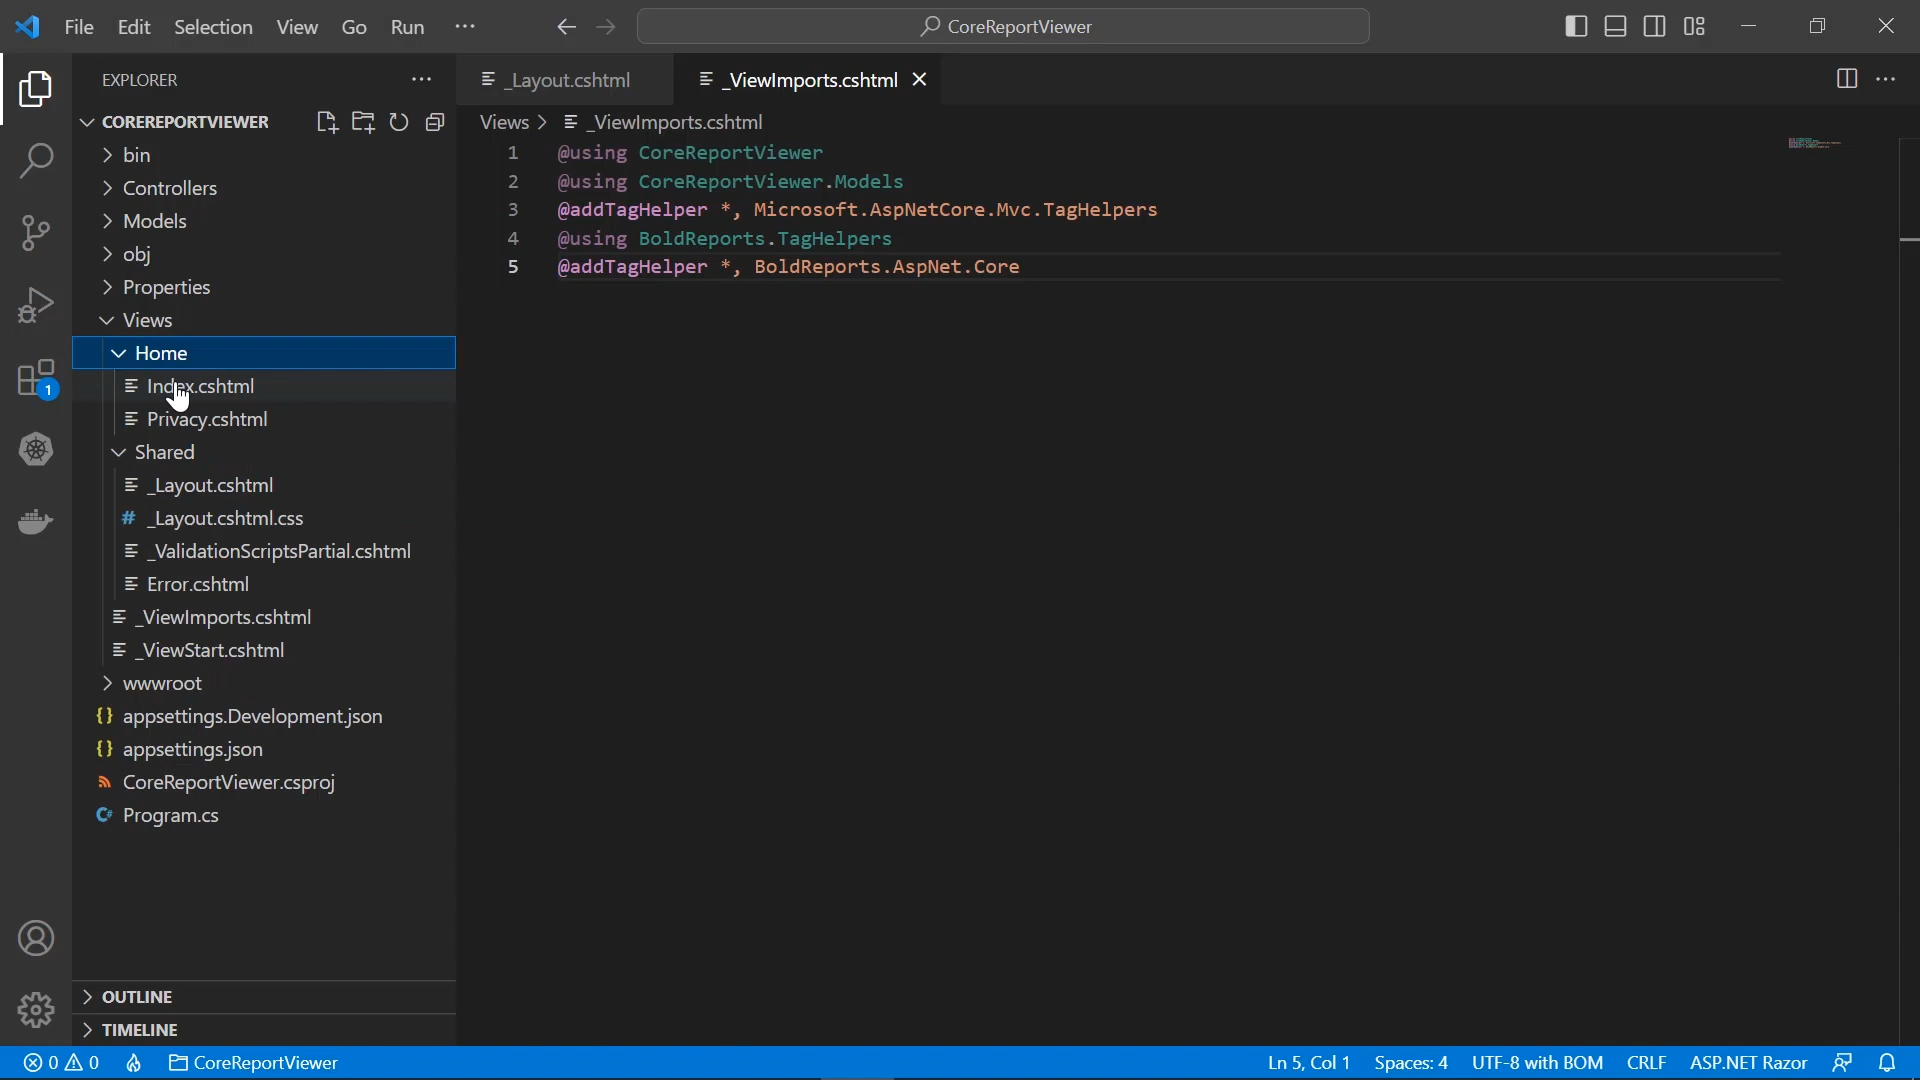 File Edit Selection View Go Run ···
CoreReportViewer
EXPLORER ···
COREREPORTVIEWER
bin
Controllers
Models
obj
Properties
Views
Home
Index.cshtml
Privacy.cshtml
Shared
_Layout.cshtml
_Layout.cshtml.css
_ValidationScriptsPartial.cshtml
Error.cshtml
_ViewImports.cshtml
_ViewStart.cshtml
wwwroot
{} appsettings.Development.json
{} appsettings.json
CoreReportViewer.csproj
Program.cs
OUTLINE
TIMELINE
1
_Layout.cshtml _ViewImports.cshtml
Views > _ViewImports.cshtml
1 @using CoreReportViewer
2 @using CoreReportViewer.Models
3 @addTagHelper *, Microsoft.AspNetCore.Mvc.TagHelpers
4 @using BoldReports.TagHelpers
5 @addTagHelper *, BoldReports.AspNet.Core
0 0 CoreReportViewer Ln 5, Col 1 Spaces: 4 UTF-8 with BOM CRLF ASP.NET Razor